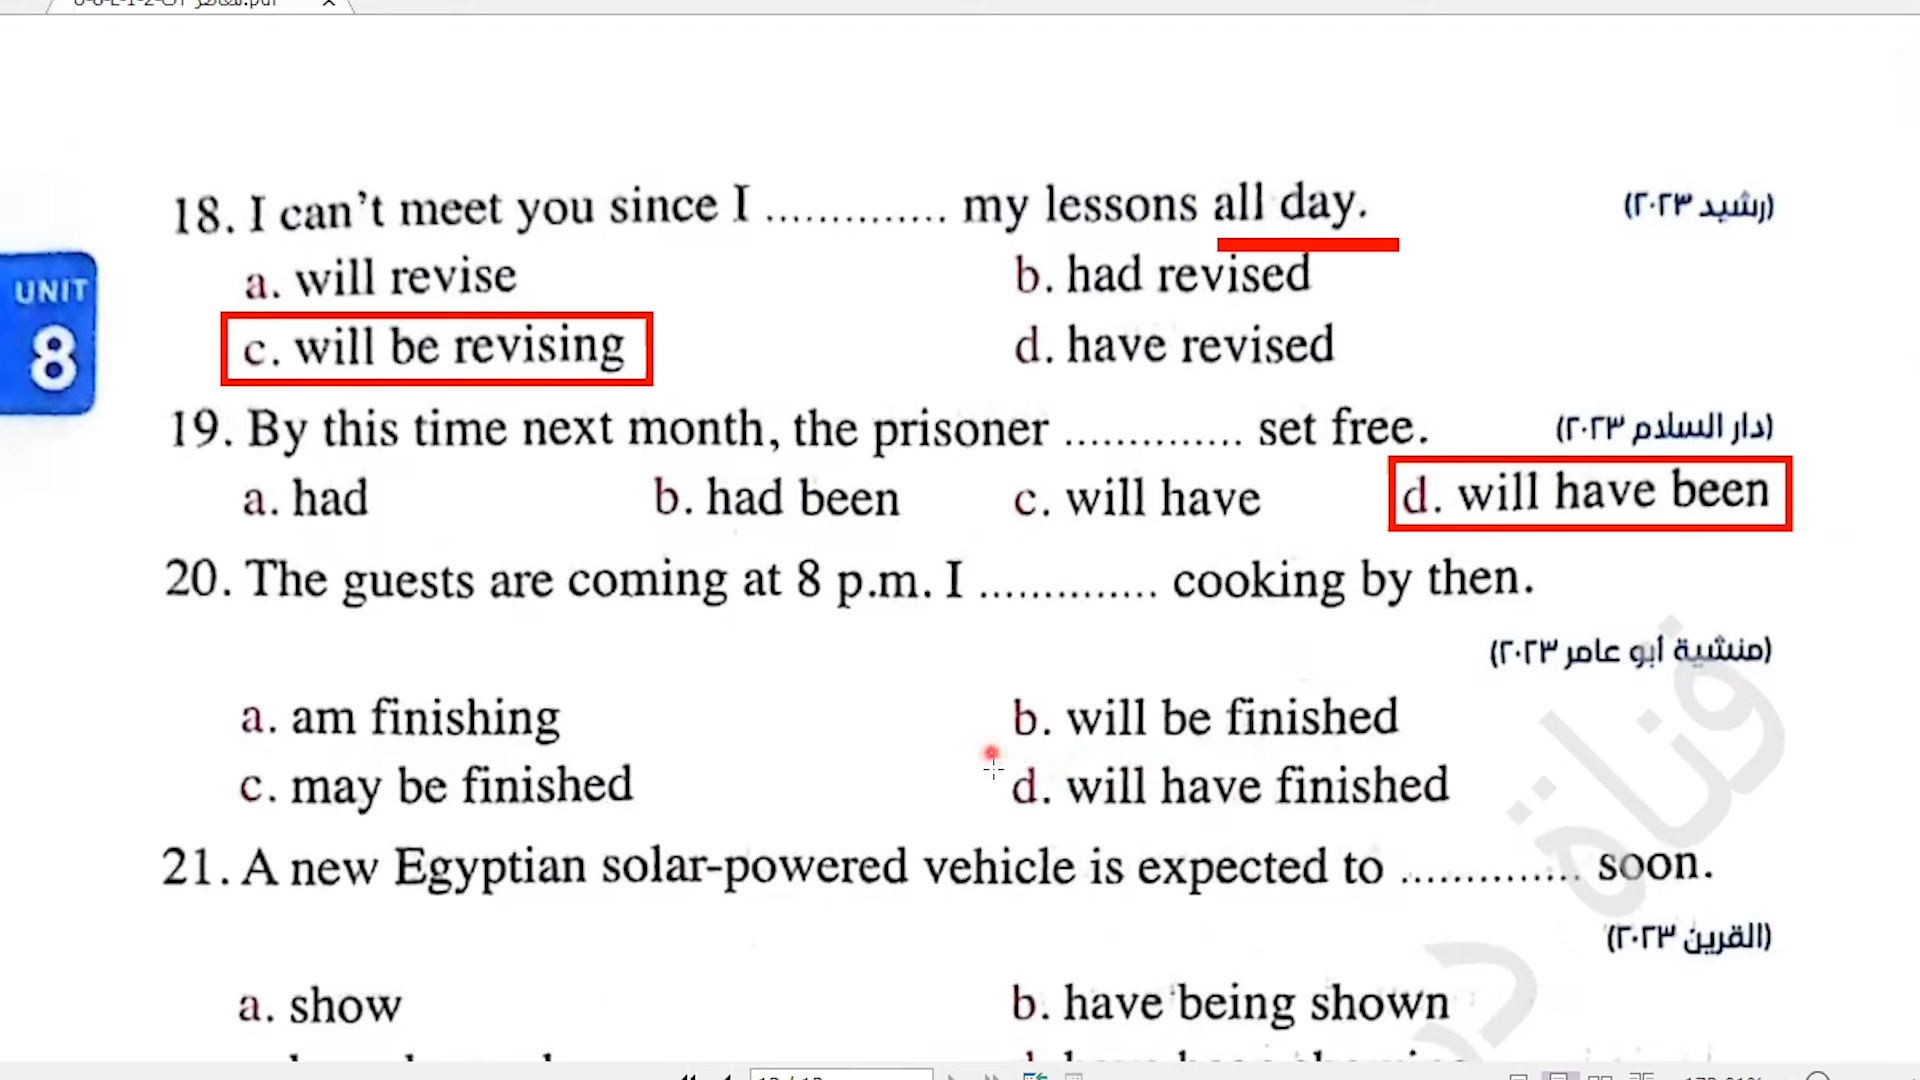 18. I can't meet you since I .............. my lessons all day. (رشيد ٢٠٢٣)
a. will revise b. had revised
c. will be revising d. have revised
UNIT
8
19. By this time next month, the prisoner .............. set free. (دار السلام ٢٠٢٣)
a. had b. had been c. will have d. will have been
20. The guests are coming at 8 p.m. I .............. cooking by then.
(منشية أبو عامر ٢٠٢٣)
a. am finishing b. will be finished
c. may be finished d. will have finished
21. A new Egyptian solar-powered vehicle is expected to .............. soon.
(القرين ٢٠٢٣)
a. show b. have being shown
قناة